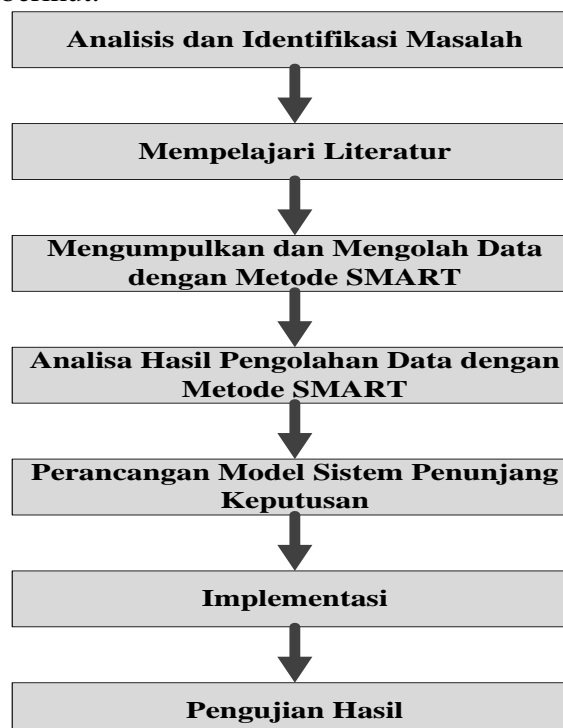 Analisis dan Identifikasi Masalah
Mempelajari Literatur
Mengumpulkan dan Mengolah Data
dengan Metode SMART
Analisa Hasil Pengolahan Data dengan
Metode SMART
Perancangan Model Sistem Penunjang
Keputusan
Implementasi
Pengujian Hasil